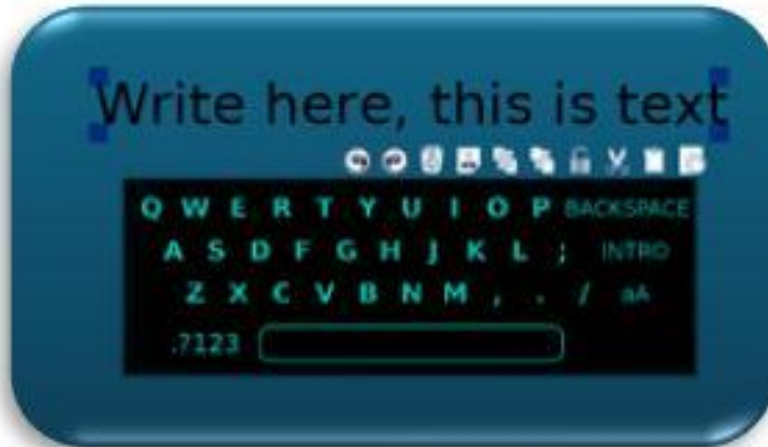 Write here, this is text
Q W E R T Y U I O P BACKSPACE
A S D F G H J K L ; INTRO
Z X C V B N M , . / aA
.?123